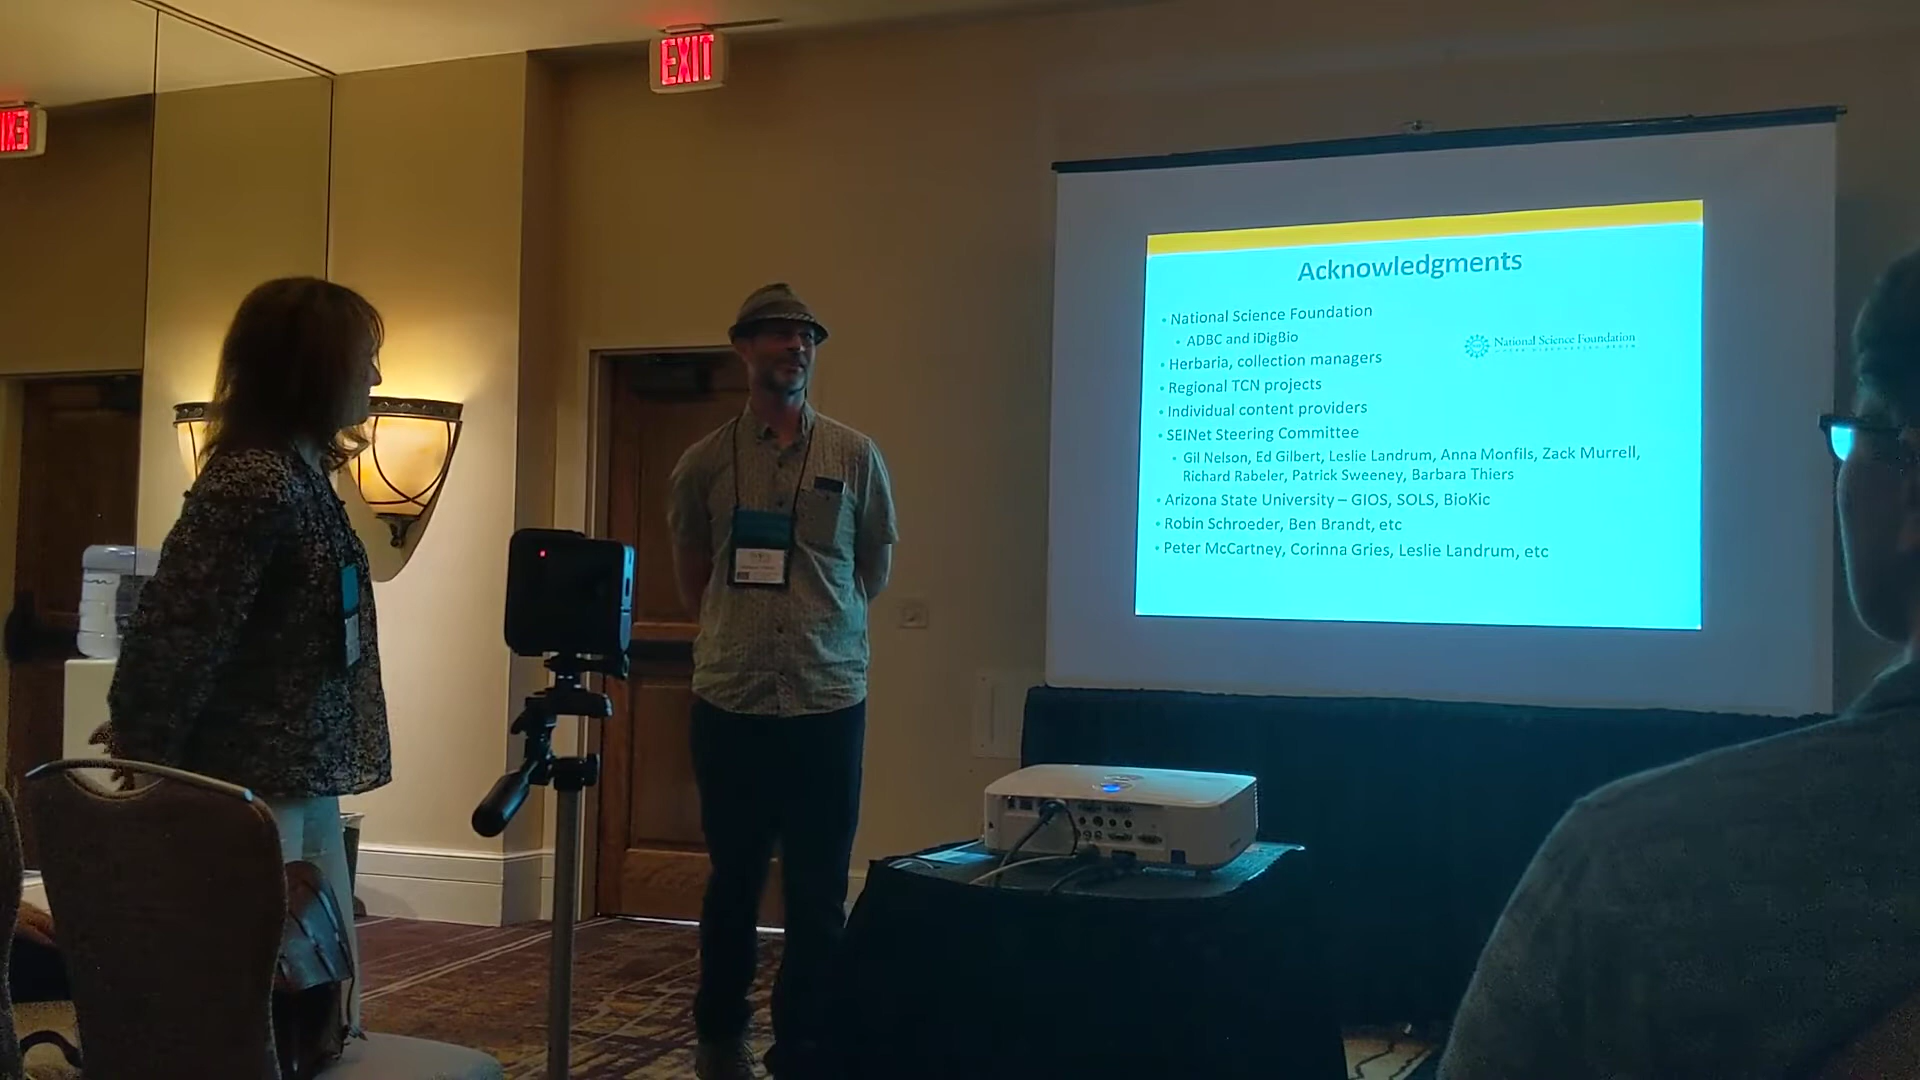 EXIT
EXIT
Acknowledgments
• National Science Foundation
• ADBC and iDigBio
National Science Foundation
• Herbaria, collection managers
• Regional TCN projects
• Individual content providers
• SEINet Steering Committee
• Gil Nelson, Ed Gilbert, Leslie Landrum, Anna Monfils, Zack Murrell,
Richard Rabeler, Patrick Sweeney, Barbara Thiers
• Arizona State University – GIOS, SOLS, BioKic
• Robin Schroeder, Ben Brandt, etc
• Peter McCartney, Corinna Gries, Leslie Landrum, etc